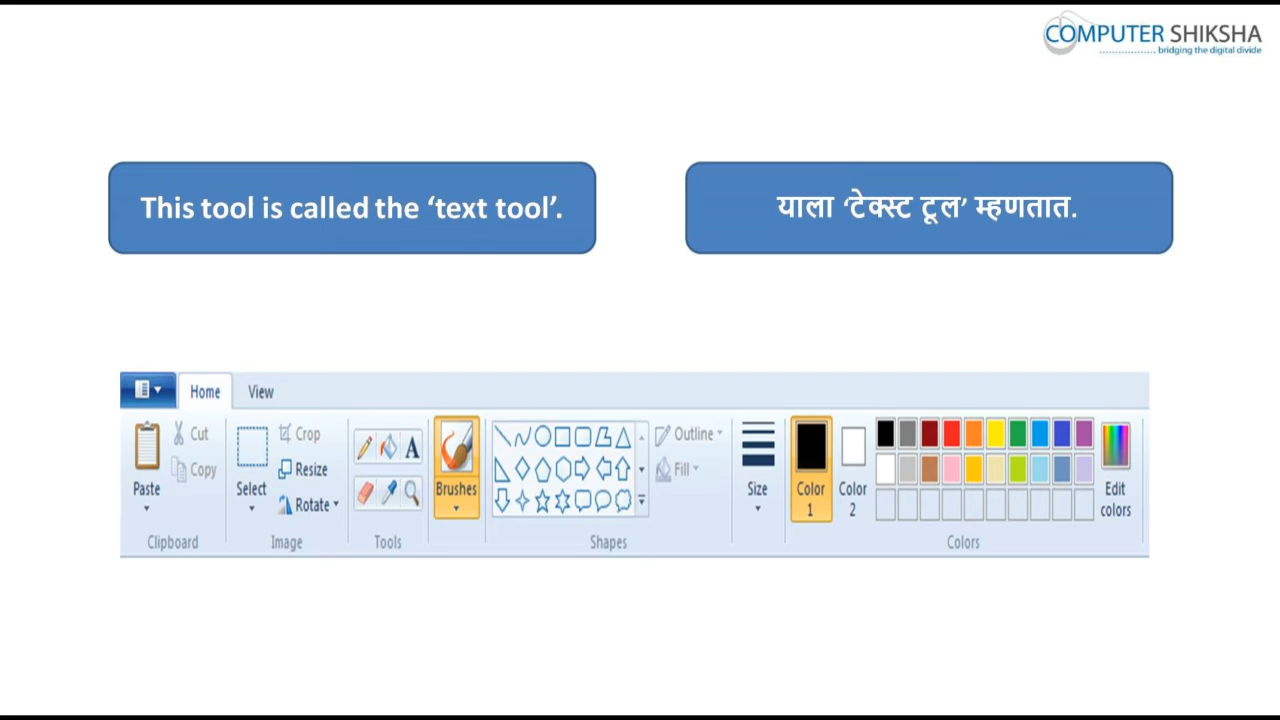 COMPUTER SHIKSHA
bridging the digital divide
This tool is called the ‘text tool’.
याला ‘टेक्स्ट टूल’ म्हणतात.
Home View
Paste
Cut
Copy
Clipboard
Select
Crop
Resize
Rotate
Image
A
Tools
Brushes
Outline
Fill
Shapes
Size
Color
1
Color
2
Edit
colors
Colors